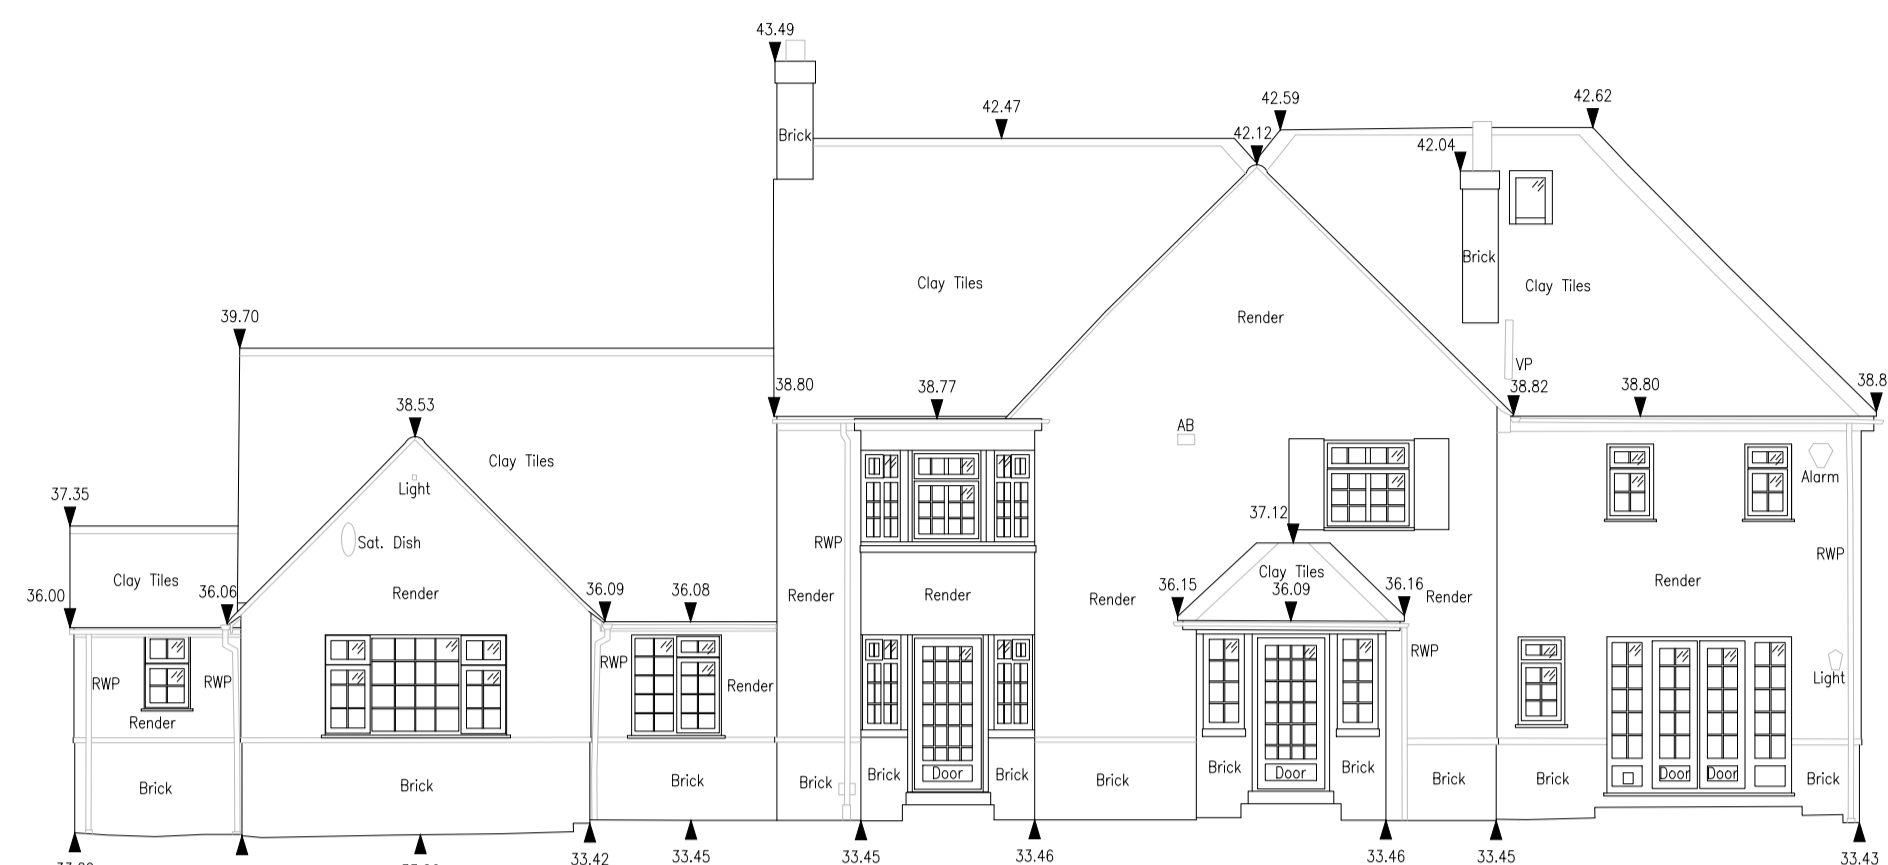 43.49
42.62
42.59
42.47
42.12
Brick
42.04
Brick
Clay Tiles
Clay Tiles
Render
39.70
VP
38.80
38.77
38.82
38.80
38.8
38.53
AB
Clay Tiles
Light
Alarm
37.35
37.12
Sat. Dish
RWP
RWP
Clay Tiles
Clay Tiles
Render
36.00
36.06
Render
36.09
36.08
Render
Render
Render
36.15
36.09
36.16
Render
RWP
RWP
RWP
RWP
Render
Light
Render
Brick
Brick
Brick
Brick
Brick
Door
Brick
Brick
Brick
Door
Brick
Brick
Brick
Door
Door
Brick
33.42
33.45
33.45
33.46
33.46
33.45
33.43